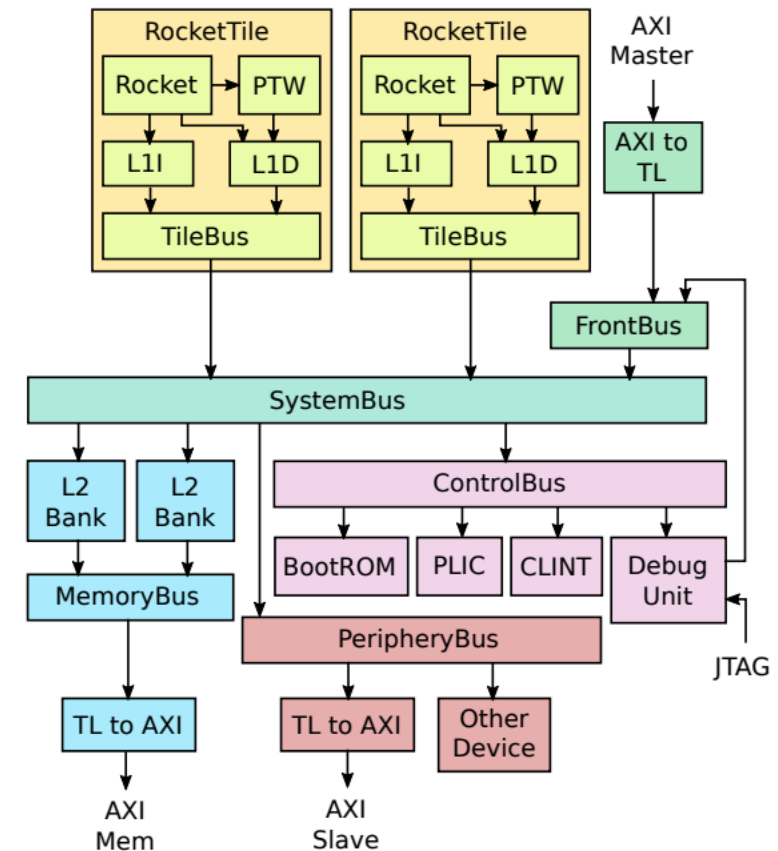 RocketTile
RocketTile
AXI
Master
Rocket
PTW
Rocket
PTW
AXI to
TL
L1I
L1D
L1I
L1D
TileBus
TileBus
FrontBus
SystemBus
L2
Bank
L2
Bank
ControlBus
BootROM
PLIC
CLINT
Debug
Unit
MemoryBus
PeripheryBus
JTAG
TL to AXI
TL to AXI
Other
Device
AXI
Mem
AXI
Slave